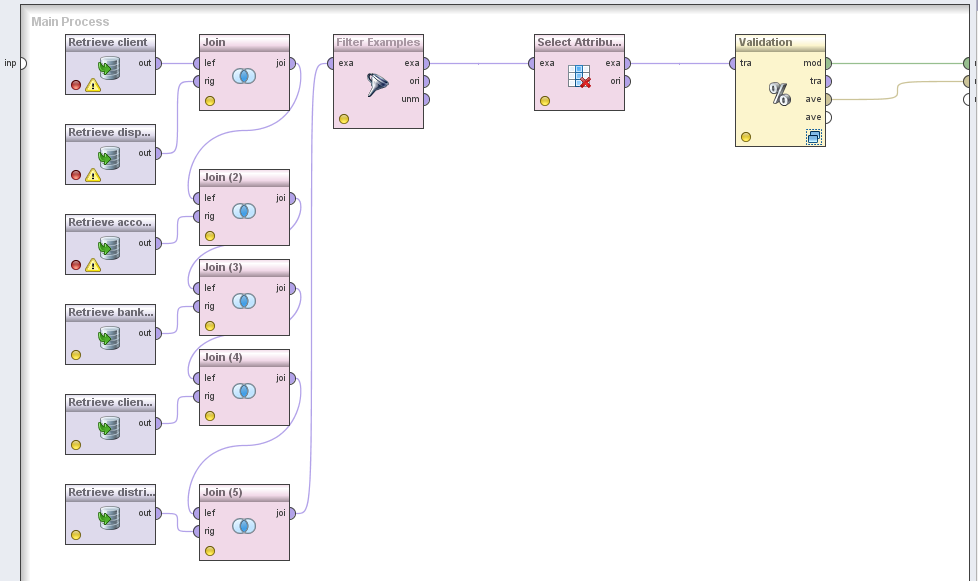 Main Process
inp
Retrieve client
out
Join
lef
joi
rig
Filter Examples
exa
exa
ori
unm
Select Attribu...
exa
exa
ori
Validation
tra
mod
tra
ave
ave
%
Retrieve disp...
out
Join (2)
lef
joi
rig
Retrieve acco...
out
Join (3)
lef
joi
rig
Retrieve bank...
out
Join (4)
lef
joi
rig
Retrieve clien...
out
Retrieve distri...
out
Join (5)
lef
joi
rig